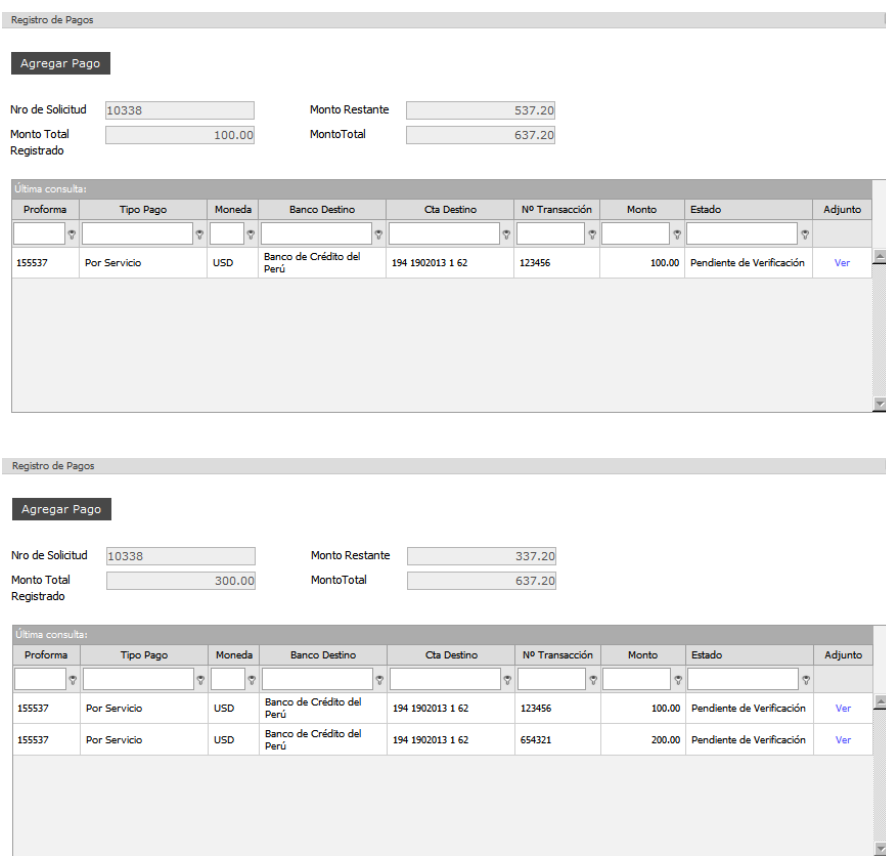 Registro de Pagos
Agregar Pago
Nro de Solicitud 10338 Monto Restante 537.20
Monto Total Registrado 100.00 MontoTotal 637.20
Última consulta:
Proforma Tipo Pago Moneda Banco Destino Cta Destino Nº Transacción Monto Estado Adjunto
155537 Por Servicio USD Banco de Crédito del Perú 194 1902013 1 62 123456 100.00 Pendiente de Verificación Ver
Registro de Pagos
Agregar Pago
Nro de Solicitud 10338 Monto Restante 337.20
Monto Total Registrado 300.00 MontoTotal 637.20
Última consulta:
Proforma Tipo Pago Moneda Banco Destino Cta Destino Nº Transacción Monto Estado Adjunto
155537 Por Servicio USD Banco de Crédito del Perú 194 1902013 1 62 123456 100.00 Pendiente de Verificación Ver
155537 Por Servicio USD Banco de Crédito del Perú 194 1902013 1 62 654321 200.00 Pendiente de Verificación Ver